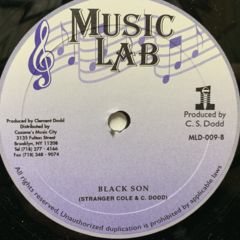 MUSIC
LAB
Produced by Clement Dodd
Distributed by
Coxsone's Music City
3135 Fulton Street
Brooklyn, NY 11208
Tel (718) 277 - 4166
Fax (718) 348 - 9074
1
Produced by
C. S. Dodd
MLD-009-B
BLACK SON
(STRANGER COLE & C. DODD)
All rights reserved. Unauthorized duplication is prohibited by applicable laws